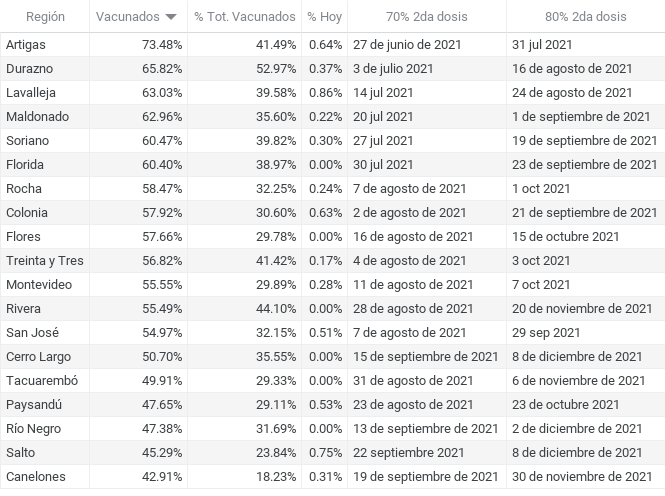 Región Vacunados % Tot. Vacunados % Hoy 70% 2da dosis 80% 2da dosis
Artigas 73.48% 41.49% 0.64% 27 de junio de 2021 31 jul 2021
Durazno 65.82% 52.97% 0.37% 3 de julio 2021 16 de agosto de 2021
Lavalleja 63.03% 39.58% 0.86% 14 jul 2021 24 de agosto de 2021
Maldonado 62.96% 35.60% 0.22% 20 jul 2021 1 de septiembre de 2021
Soriano 60.47% 39.82% 0.30% 27 jul 2021 19 de septiembre de 2021
Florida 60.40% 38.97% 0.00% 30 jul 2021 23 de septiembre de 2021
Rocha 58.47% 32.25% 0.24% 7 de agosto de 2021 1 oct 2021
Colonia 57.92% 30.60% 0.63% 2 de agosto de 2021 21 de septiembre de 2021
Flores 57.66% 29.78% 0.00% 16 de agosto de 2021 15 de octubre 2021
Treinta y Tres 56.82% 41.42% 0.17% 4 de agosto de 2021 3 oct 2021
Montevideo 55.55% 29.89% 0.28% 11 de agosto de 2021 7 oct 2021
Rivera 55.49% 44.10% 0.00% 28 de agosto de 2021 20 de noviembre de 2021
San José 54.97% 32.15% 0.51% 7 de agosto de 2021 29 sep 2021
Cerro Largo 50.70% 35.55% 0.00% 15 de septiembre de 2021 8 de diciembre de 2021
Tacuarembó 49.91% 29.33% 0.00% 31 de agosto de 2021 6 de noviembre de 2021
Paysandú 47.65% 29.11% 0.53% 23 de agosto de 2021 23 de octubre 2021
Río Negro 47.38% 31.69% 0.00% 13 de septiembre de 2021 2 de diciembre de 2021
Salto 45.29% 23.84% 0.75% 22 septiembre 2021 8 de diciembre de 2021
Canelones 42.91% 18.23% 0.31% 19 de septiembre de 2021 30 de noviembre de 2021